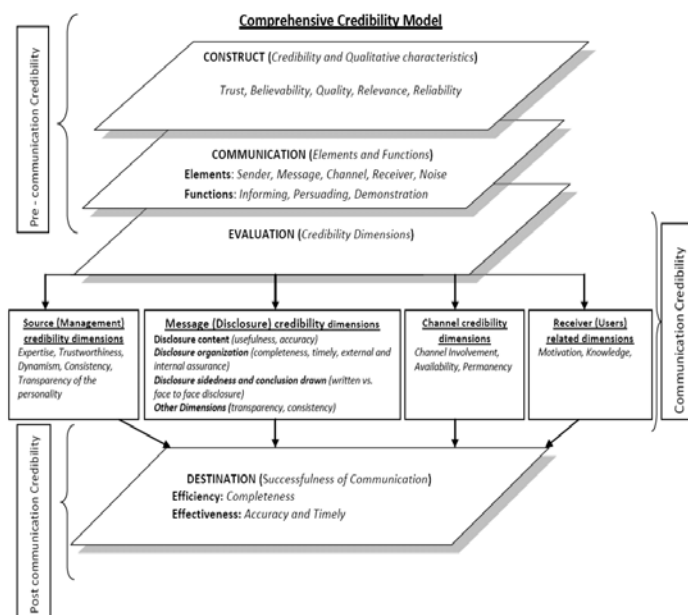 Comprehensive Credibility Model
Pre - communication Credibility
CONSTRUCT (Credibility and Qualitative characteristics)
Trust, Believability, Quality, Relevance, Reliability
COMMUNICATION (Elements and Functions)
Elements: Sender, Message, Channel, Receiver, Noise
Functions: Informing, Persuading, Demonstration
EVALUATION (Credibility Dimensions)
Communication Credibility
Source (Management)
credibility dimensions
Expertise, Trustworthiness,
Dynamism, Consistency,
Transparency of the
personality
Message (Disclosure) credibility dimensions
Disclosure content (usefulness, accuracy)
Disclosure organization (completeness, timely, external and
internal assurance)
Disclosure sidedness and conclusion drawn (written vs.
face to face disclosure)
Other Dimensions (transparency, consistency)
Channel credibility
dimensions
Channel Involvement,
Availability, Permanency
Receiver (Users)
related dimensions
Motivation, Knowledge,
Post communication Credibility
DESTINATION (Successfulness of Communication)
Efficiency: Completeness
Effectiveness: Accuracy and Timely